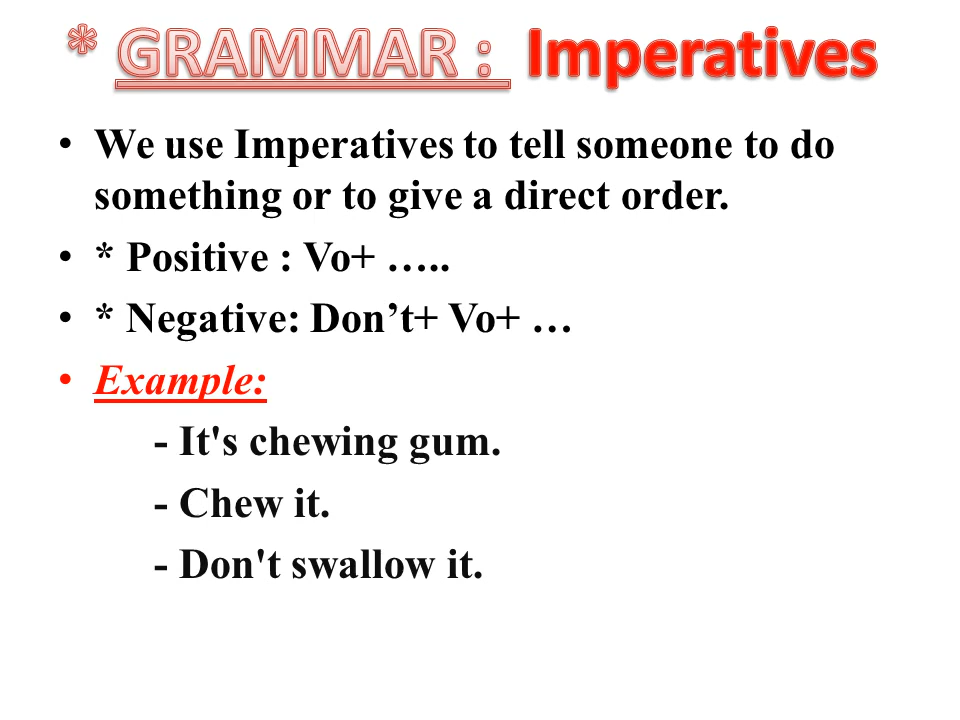 * GRAMMAR : Imperatives
• We use Imperatives to tell someone to do
something or to give a direct order.
• * Positive : Vo+ …..
• * Negative: Don’t+ Vo+ …
• Example:
- It's chewing gum.
- Chew it.
- Don't swallow it.